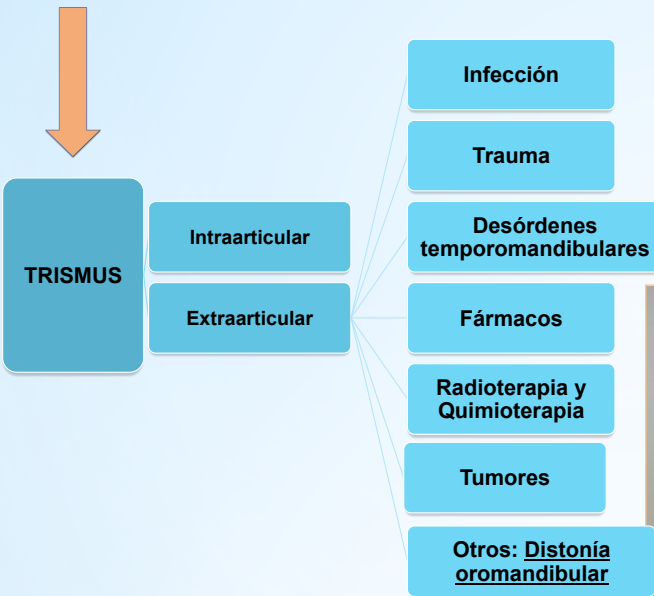 TRISMUS
Intraarticular
Extraarticular
Infección
Trauma
Desórdenes
temporomandibulares
Fármacos
Radioterapia y
Quimioterapia
Tumores
Otros: Distonía
oromandibular